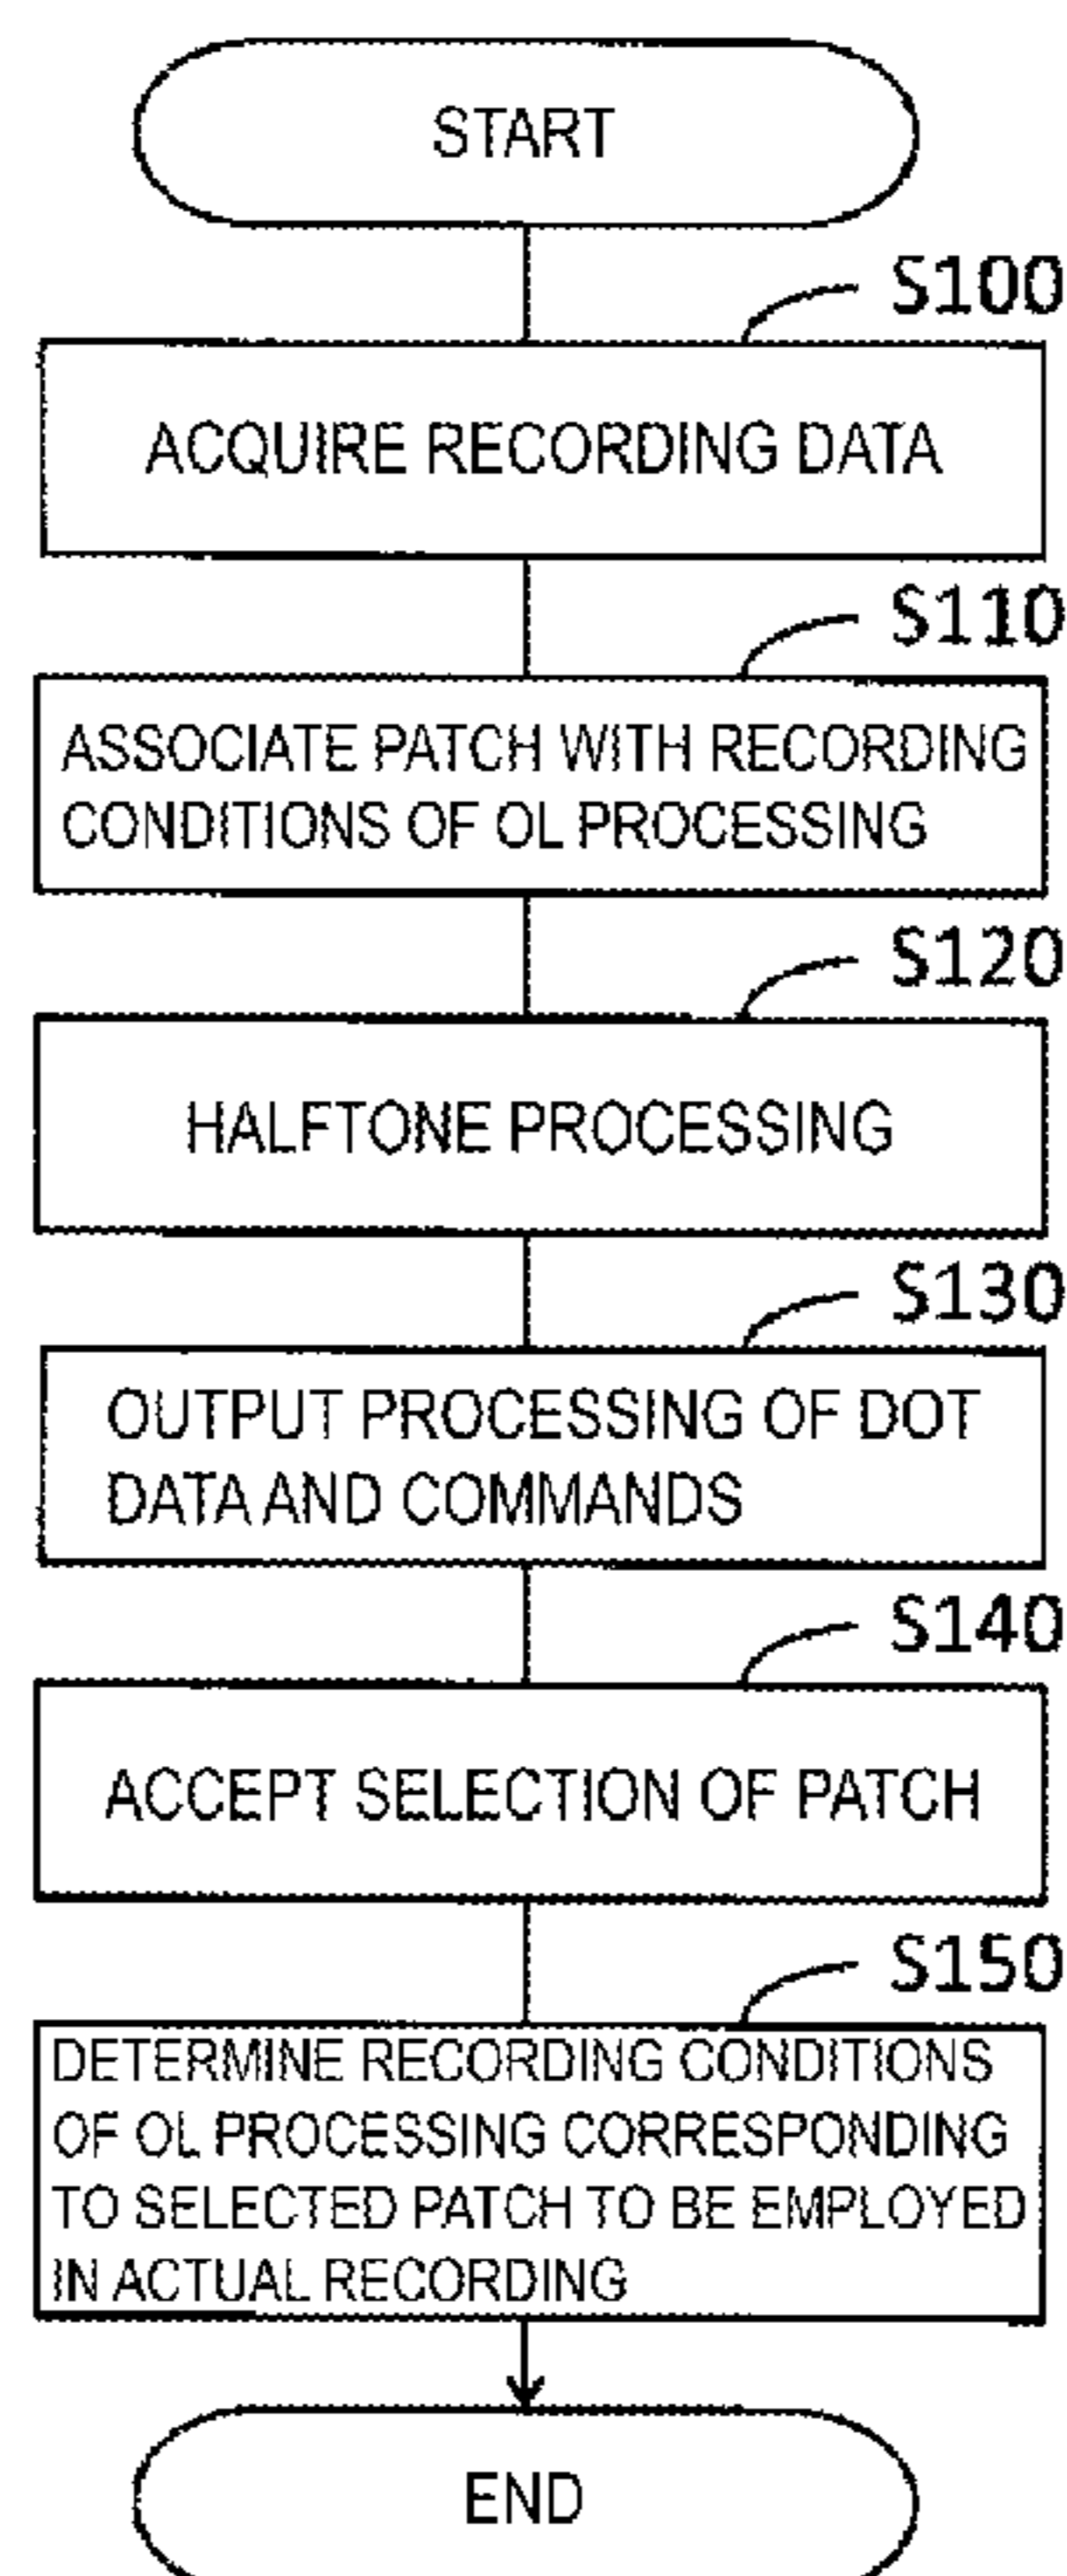 START
S100
ACQUIRE RECORDING DATA
S110
ASSOCIATE PATCH WITH RECORDING
CONDITIONS OF OL PROCESSING
S120
HALFTONE PROCESSING
S130
OUTPUT PROCESSING OF DOT
DATA AND COMMANDS
S140
ACCEPT SELECTION OF PATCH
S150
DETERMINE RECORDING CONDITIONS
OF OL PROCESSING CORRESPONDING
TO SELECTED PATCH TO BE EMPLOYED
IN ACTUAL RECORDING
END